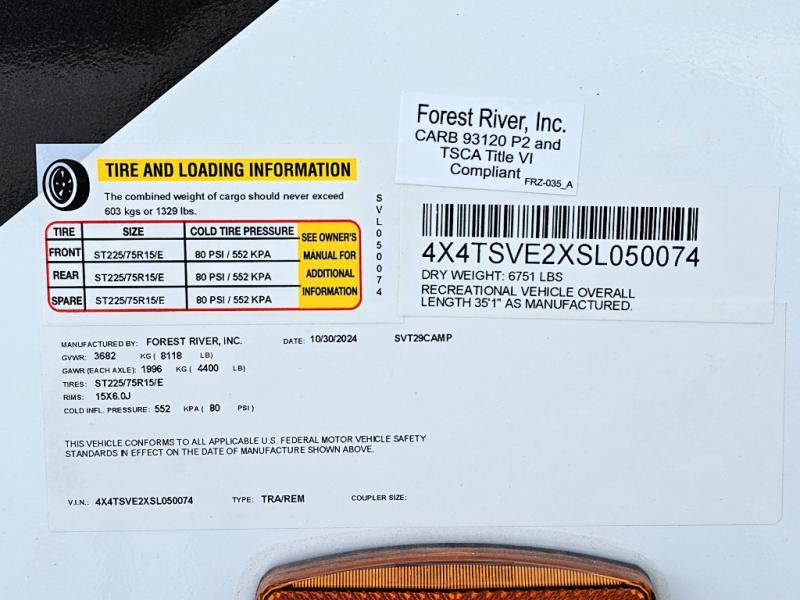 Forest River, Inc.
CARB 93120 P2 and
TSCA Title VI
Compliant
FRZ-035_A
TIRE AND LOADING INFORMATION
The combined weight of cargo should never exceed
603 kgs or 1329 lbs.
TIRE SIZE COLD TIRE PRESSURE
FRONT ST225/75R15/E 80 PSI / 552 KPA
REAR ST225/75R15/E 80 PSI / 552 KPA
SPARE ST225/75R15/E 80 PSI / 552 KPA
SEE OWNER'S
MANUAL FOR
ADDITIONAL
INFORMATION
SVL050074
4X4TSVE2XSL050074
DRY WEIGHT: 6751 LBS
RECREATIONAL VEHICLE OVERALL
LENGTH 35'1" AS MANUFACTURED.
MANUFACTURED BY: FOREST RIVER, INC. DATE: 10/30/2024 SVT29CAMP
GVWR: 3682 KG ( 8118 LB)
GAWR (EACH AXLE): 1996 KG ( 4400 LB)
TIRES: ST225/75R15/E
RIMS: 15X6.0J
COLD INFL. PRESSURE: 552 KPA ( 80 PSI )
THIS VEHICLE CONFORMS TO ALL APPLICABLE U.S. FEDERAL MOTOR VEHICLE SAFETY
STANDARDS IN EFFECT ON THE DATE OF MANUFACTURE SHOWN ABOVE.
V.I.N.: 4X4TSVE2XSL050074 TYPE: TRA/REM COUPLER SIZE: